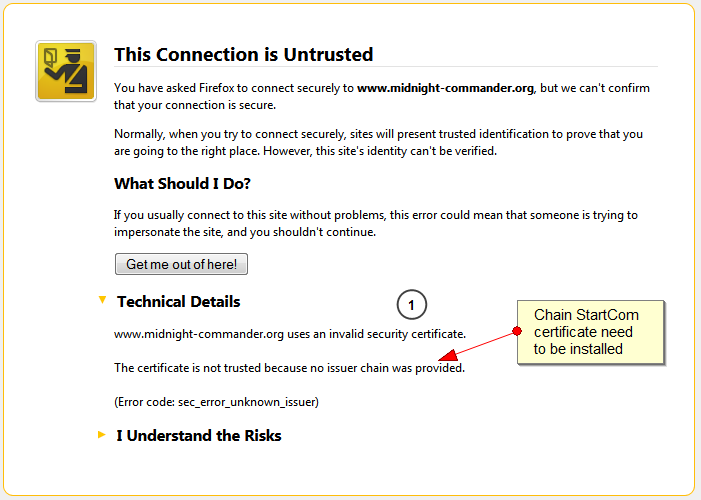 This Connection is Untrusted
You have asked Firefox to connect securely to www.midnight-commander.org, but we can't confirm
that your connection is secure.
Normally, when you try to connect securely, sites will present trusted identification to prove that you
are going to the right place. However, this site's identity can't be verified.
What Should I Do?
If you usually connect to this site without problems, this error could mean that someone is trying to
impersonate the site, and you shouldn't continue.
Get me out of here!
1
Technical Details
Chain StartCom
certificate need
to be installed
www.midnight-commander.org uses an invalid security certificate.
The certificate is not trusted because no issuer chain was provided.
(Error code: sec_error_unknown_issuer)
I Understand the Risks